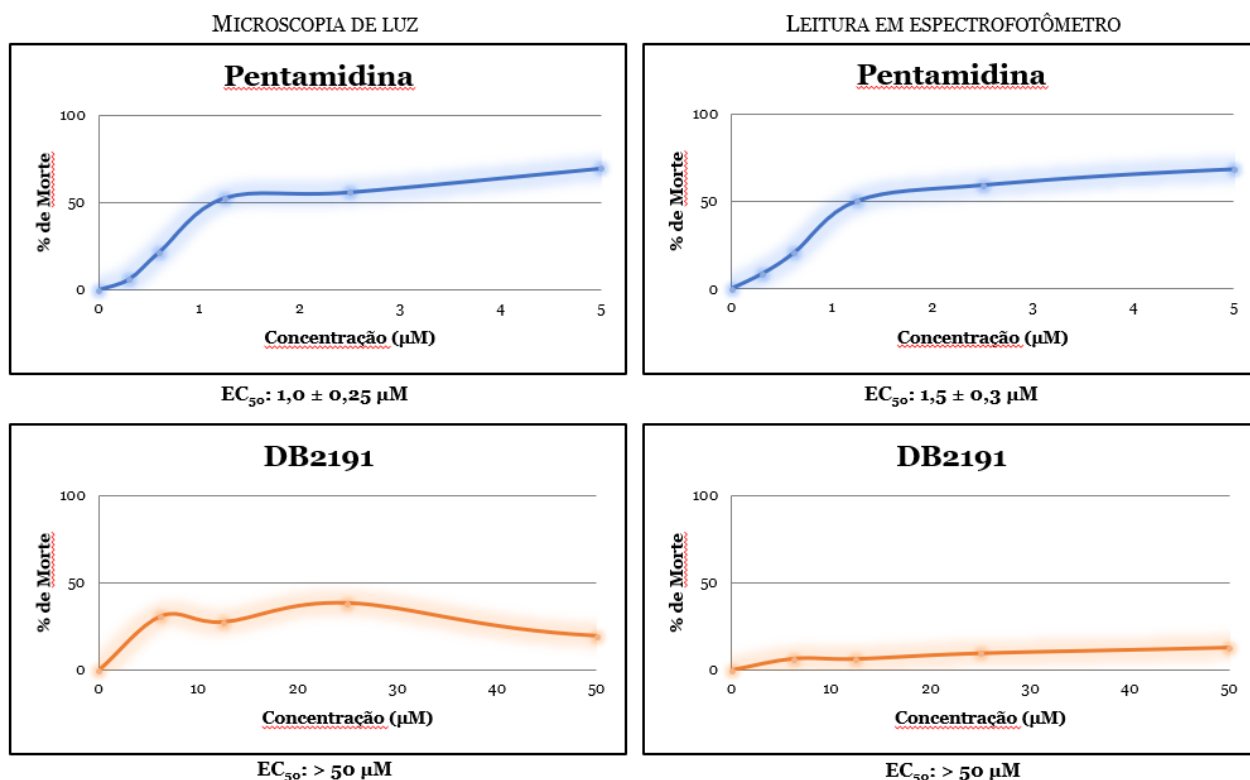 MICROSCOPIA DE LUZ
Pentamidina
100
50
0
% de Morte
0 1 2 3 4 5
Concentração (µM)
EC₅₀: 1,0 ± 0,25 µM
LEITURA EM ESPECTROFOTÔMETRO
Pentamidina
100
50
0
% de Morte
0 1 2 3 4 5
Concentração (µM)
EC₅₀: 1,5 ± 0,3 µM
DB2191
100
50
0
% de Morte
0 10 20 30 40 50
Concentração (µM)
EC₅₀: > 50 µM
DB2191
100
50
0
% de Morte
0 10 20 30 40 50
Concentração (µM)
EC₅₀: > 50 µM